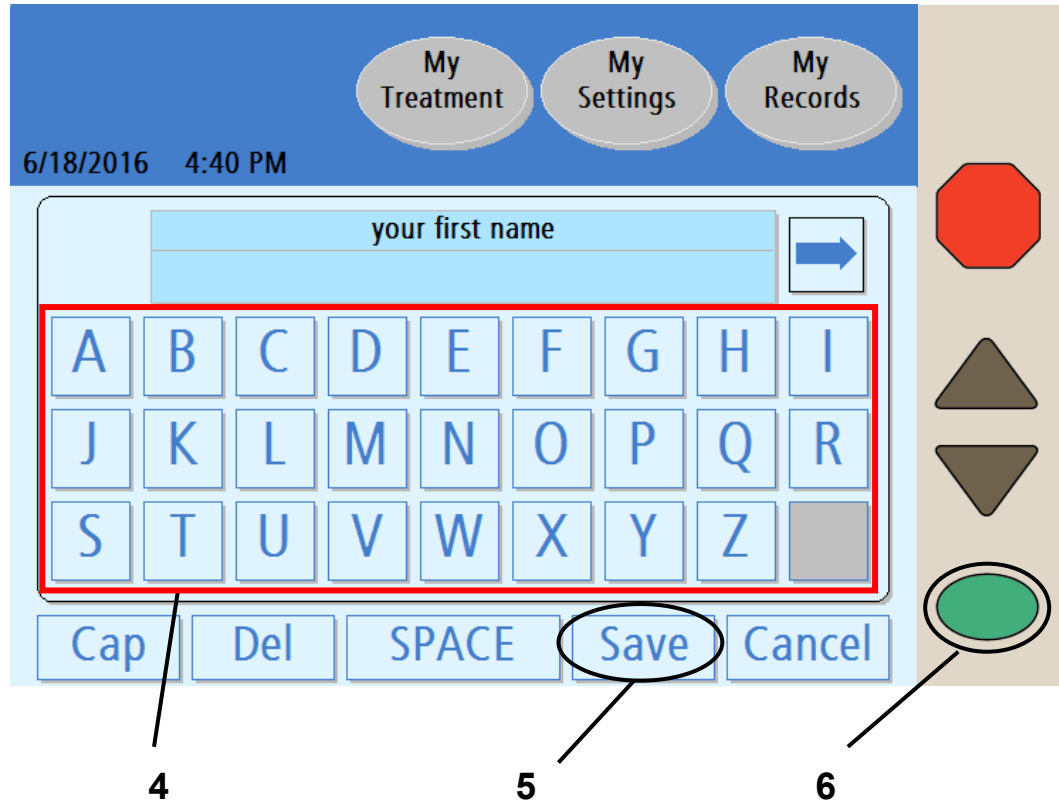 My Treatment
My Settings
My Records
6/18/2016 4:40 PM
your first name
A B C D E F G H I
J K L M N O P Q R
S T U V W X Y Z
Cap Del SPACE Save Cancel
4 5 6